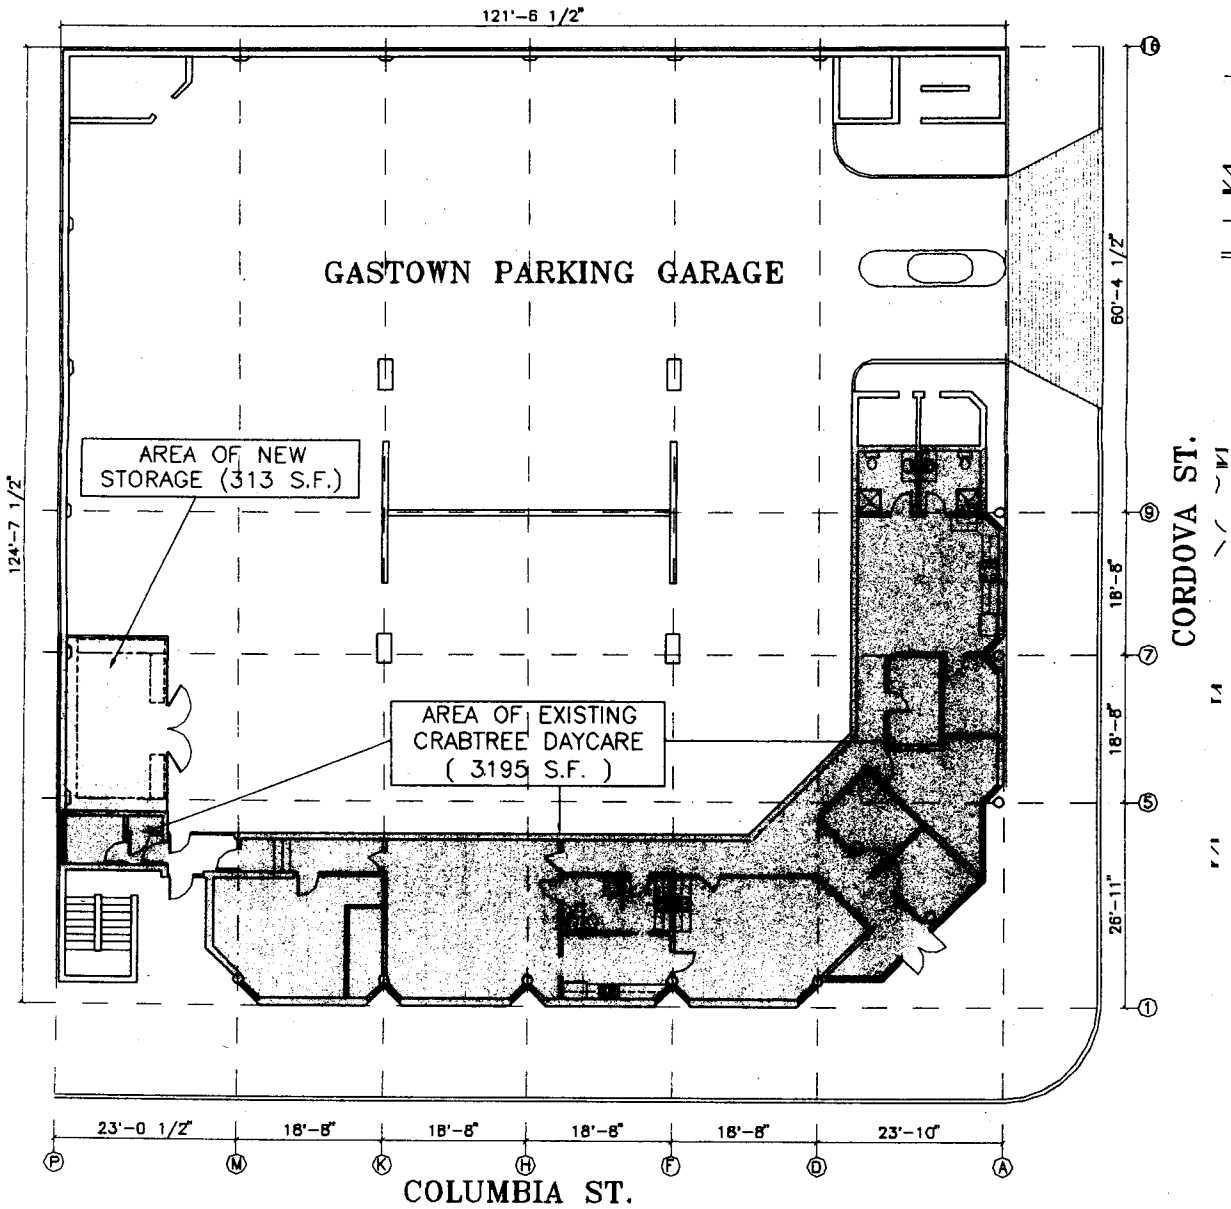 121'-6 1/2"
16
GASTOWN PARKING GARAGE
60'-4 1/2"
AREA OF NEW
STORAGE (313 S.F.)
124'-7 1/2"
CORDOVA ST.
9
18'-8"
7
AREA OF EXISTING
CRABTREE DAYCARE
( 3195 S.F. )
18'-8"
5
26'-11"
1
23'-0 1/2"
18'-8"
18'-8"
18'-8"
18'-8"
23'-10"
P
M
K
H
F
D
A
COLUMBIA ST.